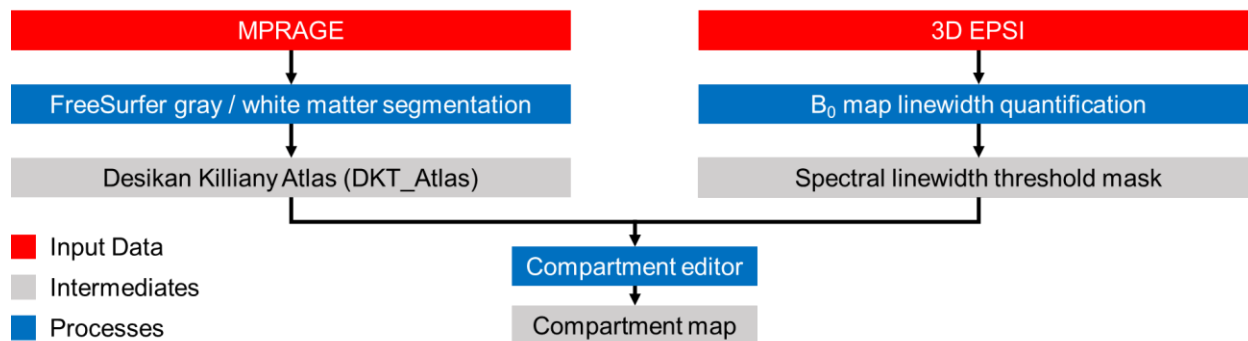 MPRAGE
3D EPSI
FreeSurfer gray / white matter segmentation
B₀ map linewidth quantification
Desikan Killiany Atlas (DKT_Atlas)
Spectral linewidth threshold mask
Input Data
Compartment editor
Intermediates
Processes
Compartment map